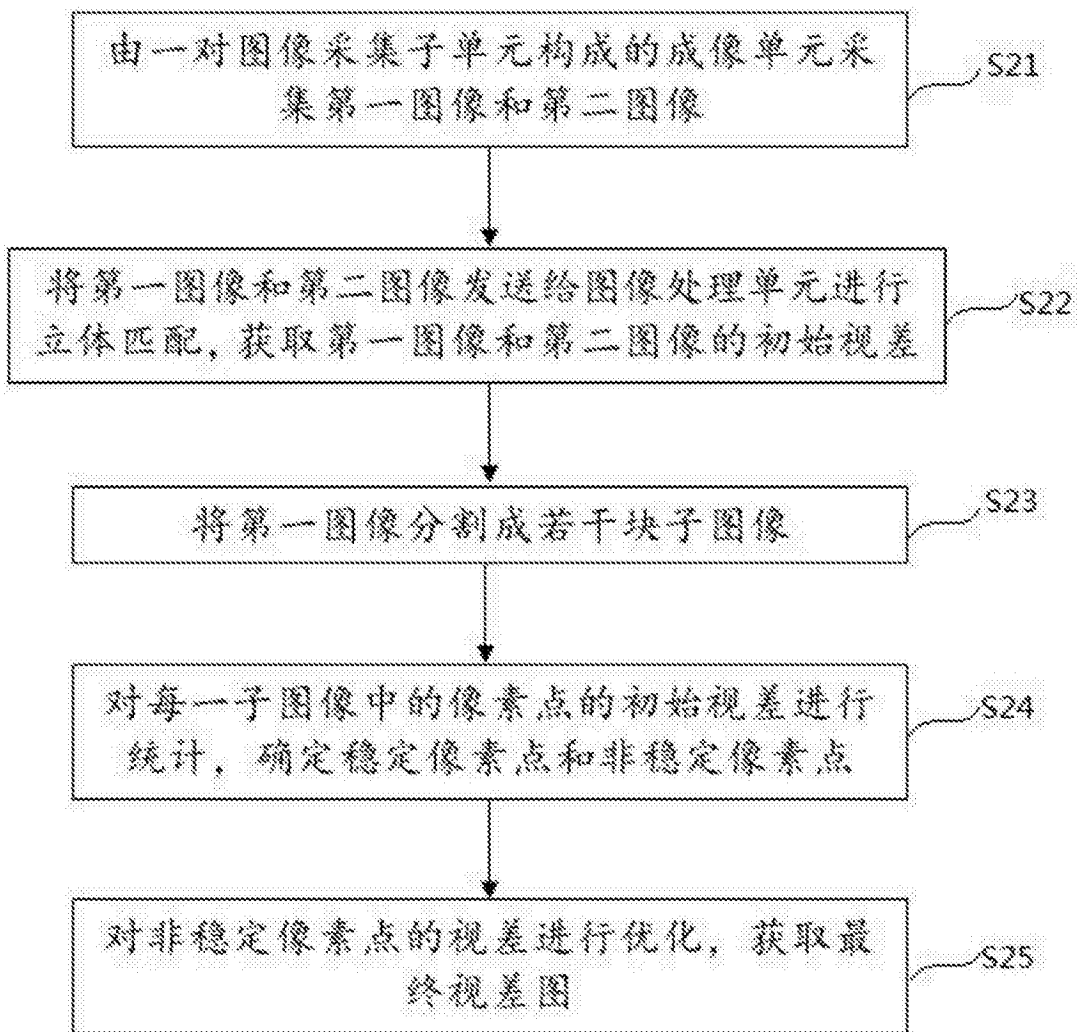 由一对图像采集子单元构成的成像单元采
集第一图像和第二图像
S21
将第一图像和第二图像发送给图像处理单元进行
立体匹配，获取第一图像和第二图像的初始视差
S22
将第一图像分割成若干块子图像
S23
对每一子图像中的像素点的初始视差进行
统计，确定稳定像素点和非稳定像素点
S24
对非稳定像素点的视差进行优化，获取最
终视差图
S25